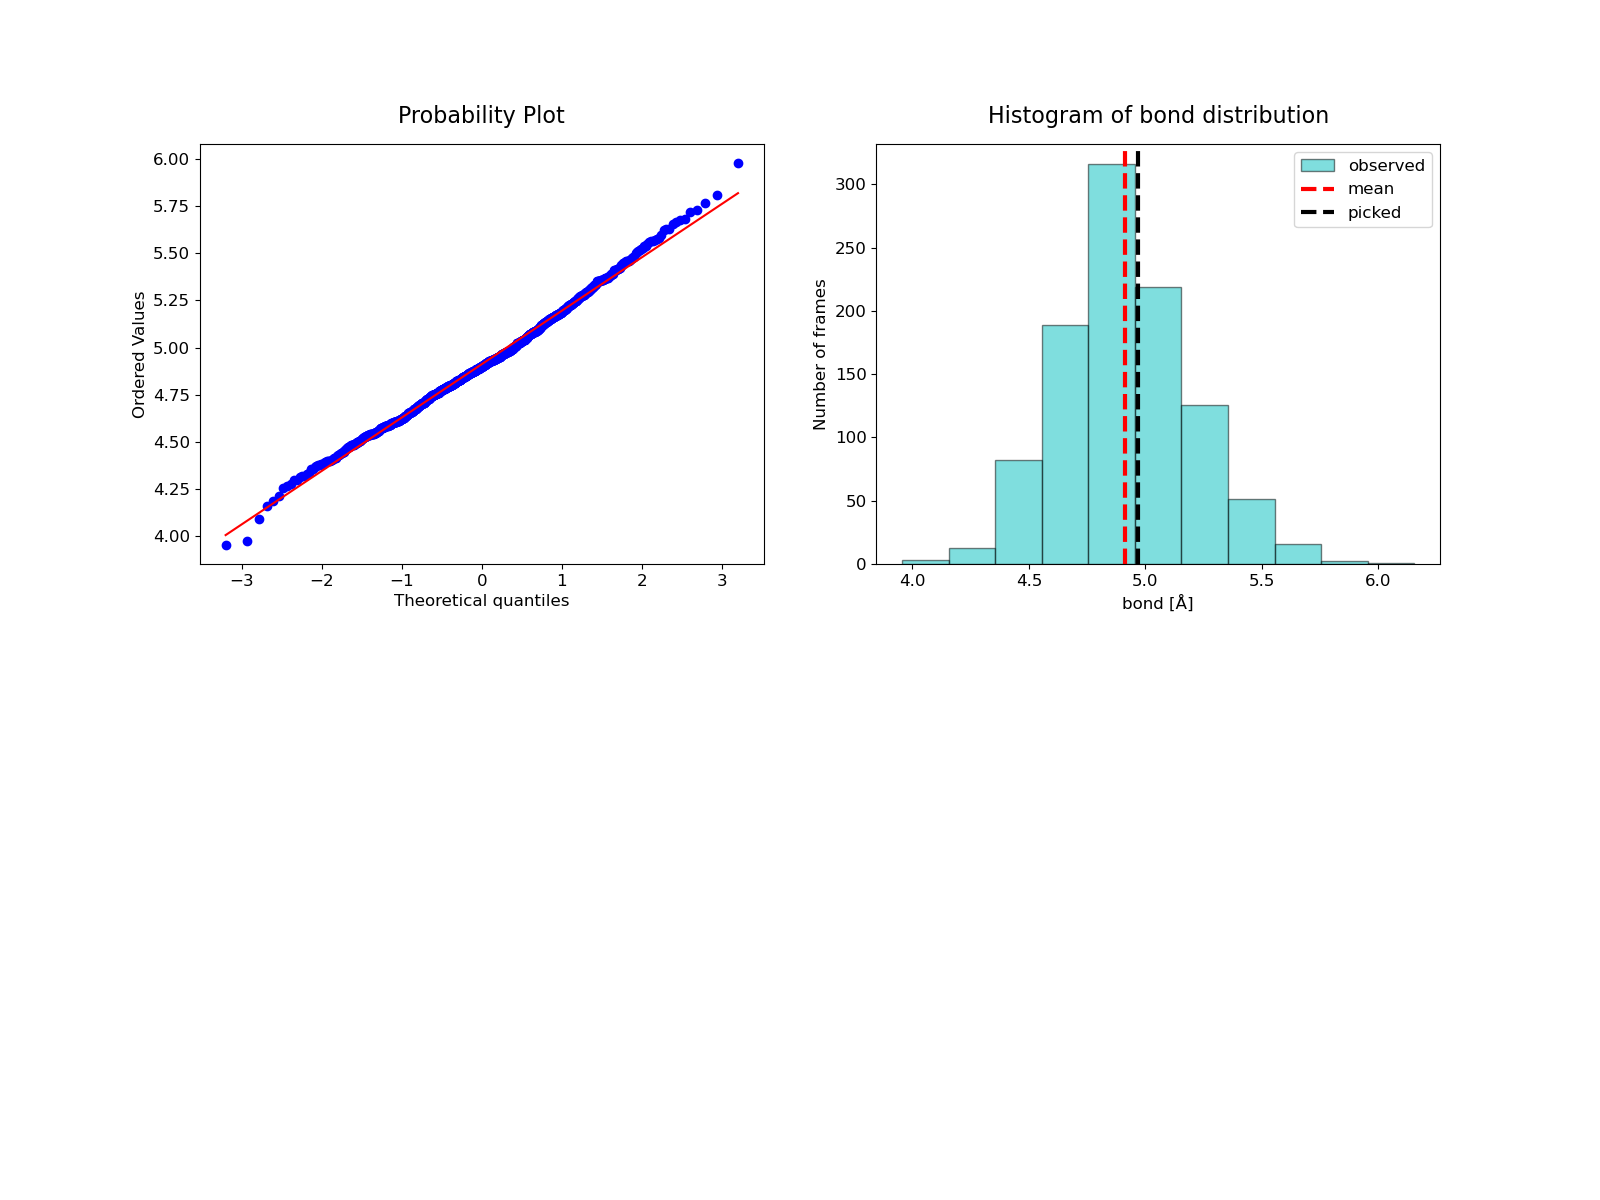 Probability Plot
Ordered Values
6.00
5.75
5.50
5.25
5.00
4.75
4.50
4.25
4.00
−3 −2 −1 0 1 2 3
Theoretical quantiles
Histogram of bond distribution
Number of frames
300
250
200
150
100
50
0
4.0 4.5 5.0 5.5 6.0
bond [Å]
observed
mean
picked